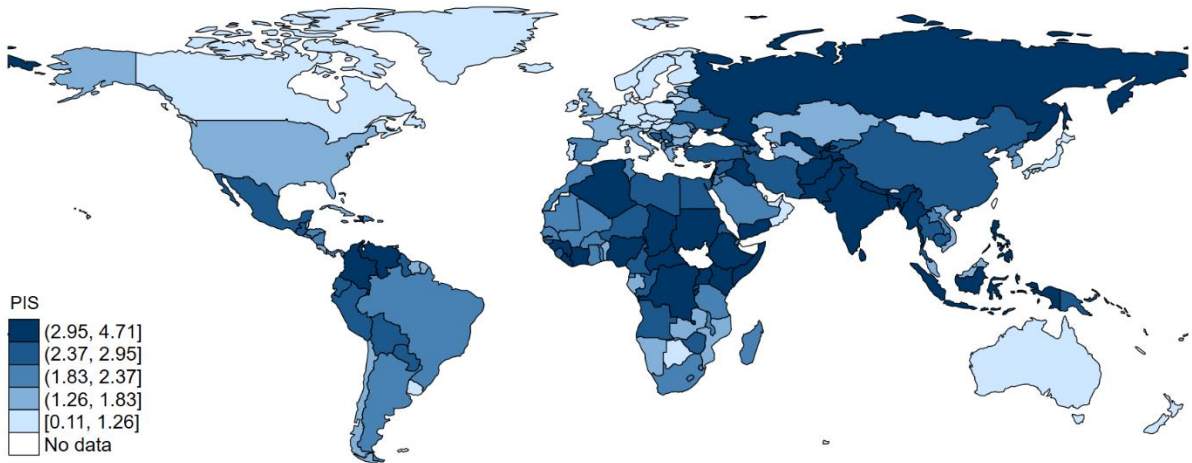 PIS
(2.95, 4.71]
(2.37, 2.95]
(1.83, 2.37]
(1.26, 1.83]
[0.11, 1.26]
No data